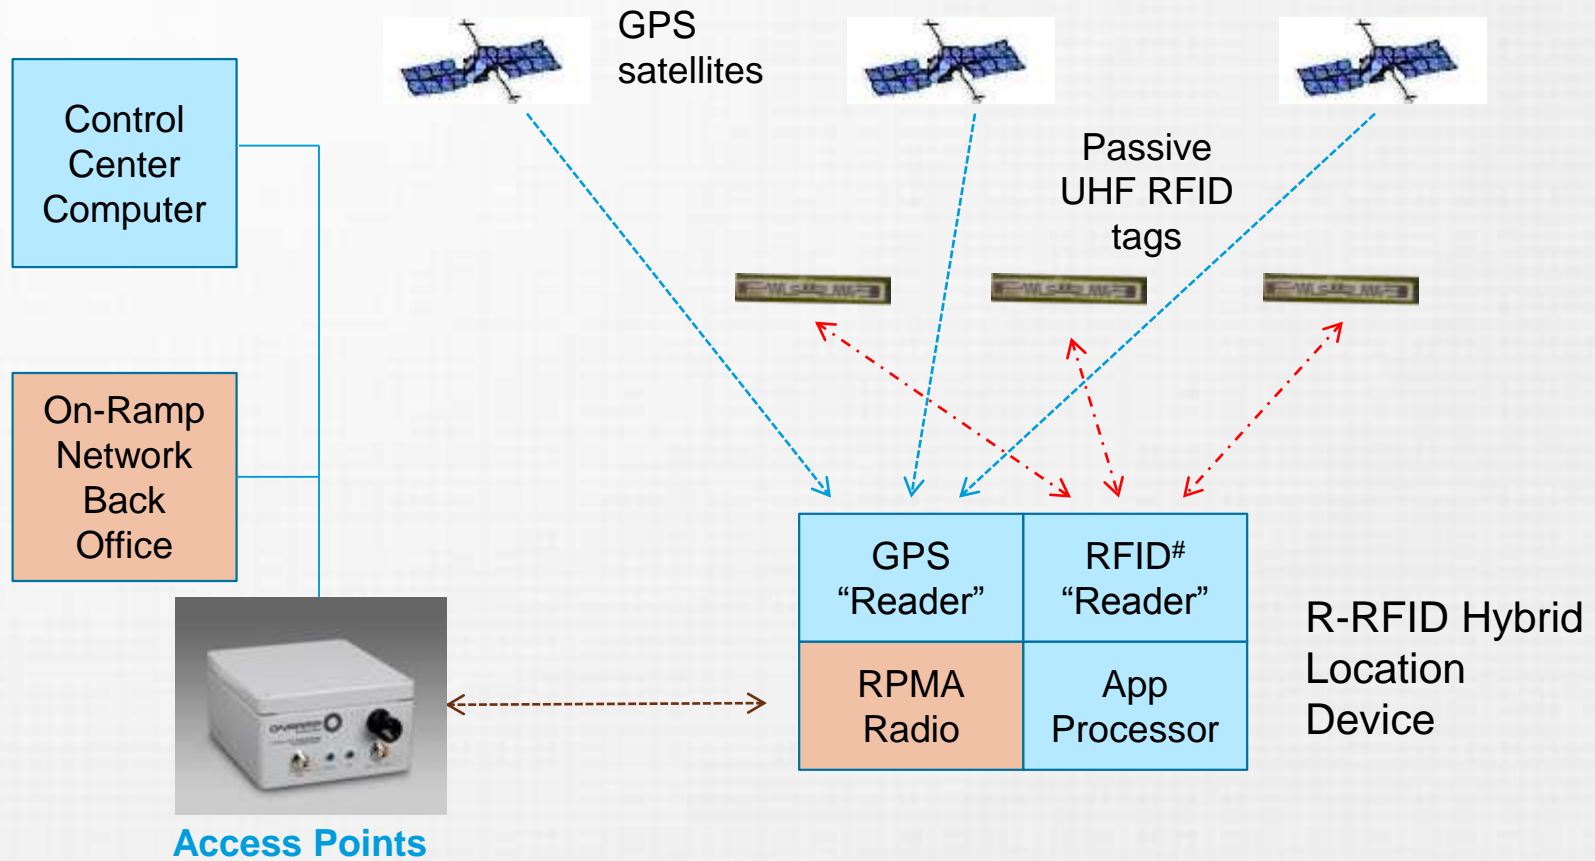 GPS
satellites
Control
Center
Computer
Passive
UHF RFID
tags
On-Ramp
Network
Back
Office
GPS
“Reader”
RFID#
“Reader”
RPMA
Radio
App
Processor
R-RFID Hybrid
Location
Device
Access Points